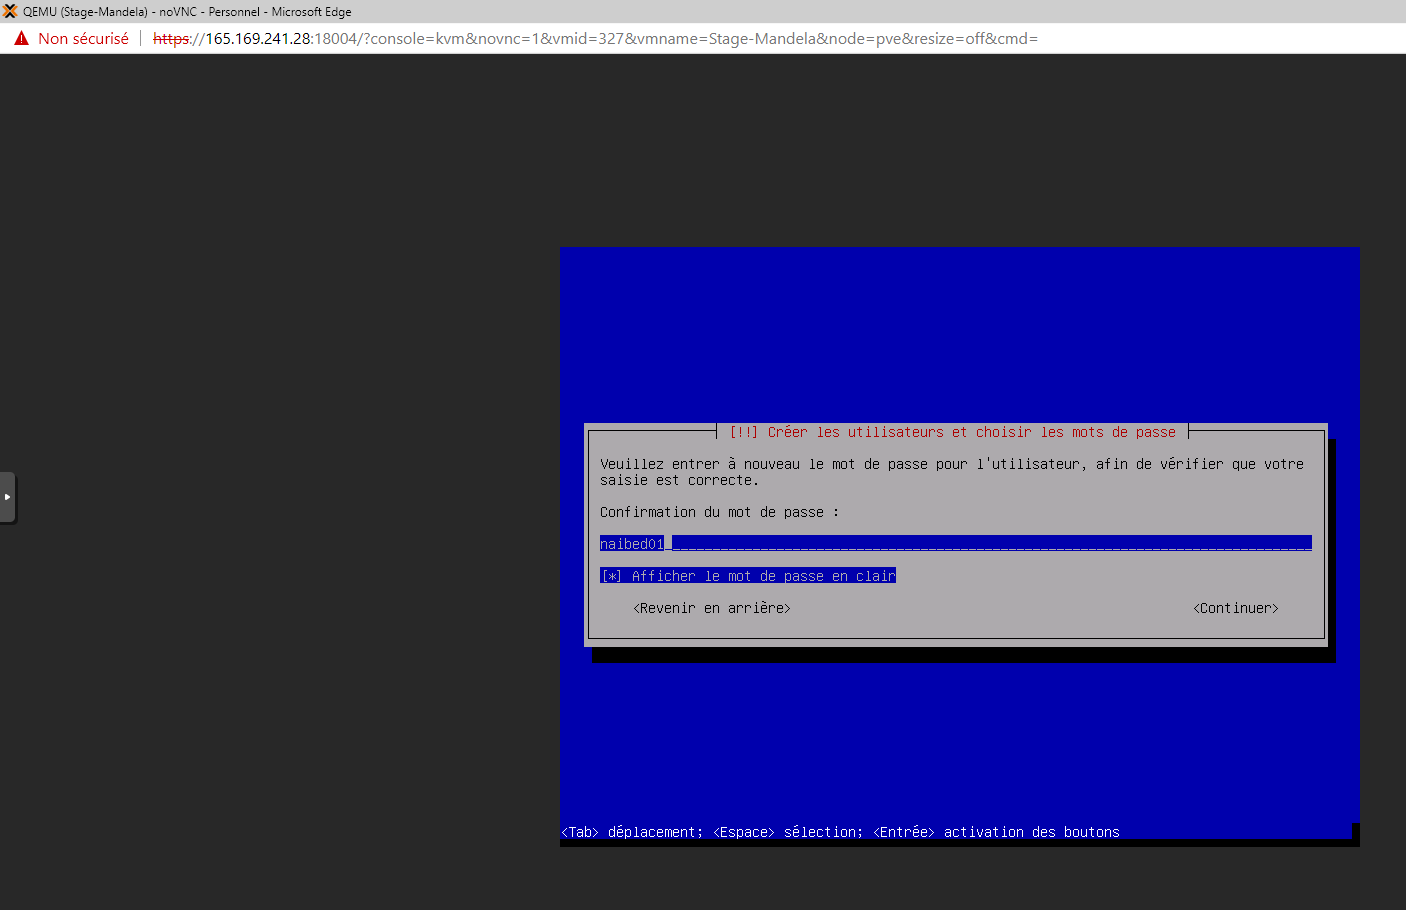 QEMU (Stage-Mandela) - noVNC - Personnel - Microsoft Edge
Non sécurisé | https://165.169.241.28:18004/?console=kvm&novnc=1&vmid=327&vmname=Stage-Mandela&node=pve&resize=off&cmd=
[!!] Créer les utilisateurs et choisir les mots de passe
Veuillez entrer à nouveau le mot de passe pour l'utilisateur, afin de vérifier que votre
saisie est correcte.
Confirmation du mot de passe :
naibed01
[*] Afficher le mot de passe en clair
<Revenir en arrière> <Continuer>
<Tab> déplacement; <Espace> sélection; <Entrée> activation des boutons